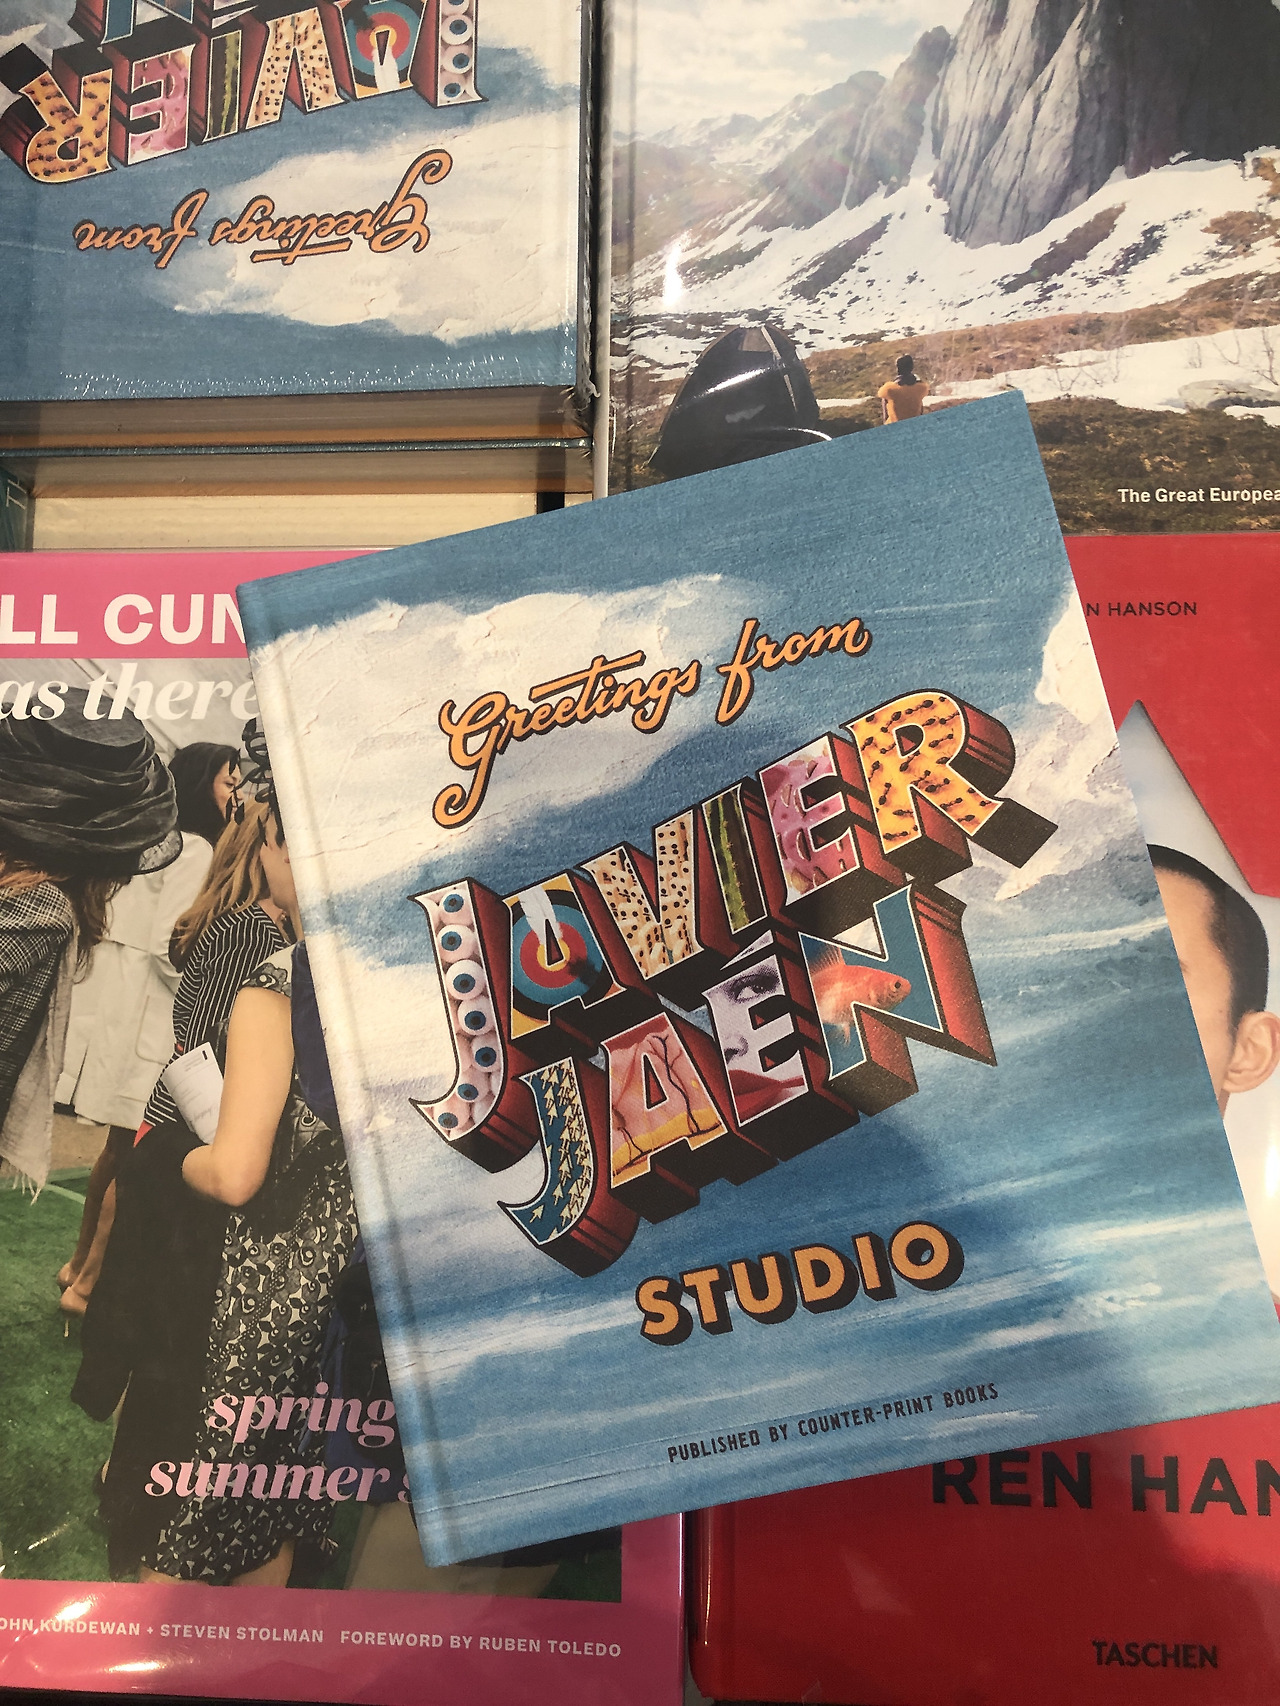 JAVIER
Greetings from
The Great Europea
LL CUN
as there
N HANSON
Greetings from
JAVIER
JAÉN
STUDIO
PUBLISHED BY COUNTER-PRINT BOOKS
spring
summer s
OHN KURDEWAN + STEVEN STOLMAN FOREWORD BY RUBEN TOLEDO
REN HAN
TASCHEN